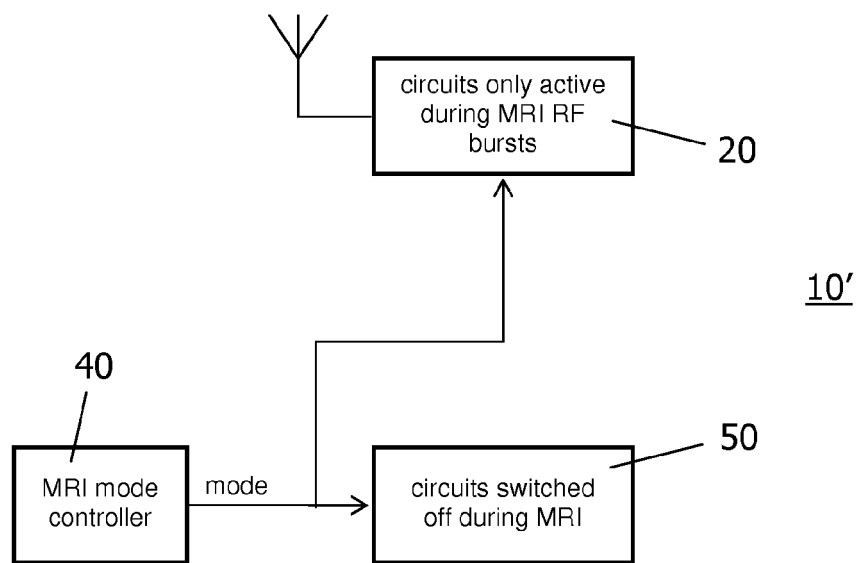 circuits only active
during MRI RF
bursts
20
10'
40
MRI mode
controller
mode
50
circuits switched
off during MRI